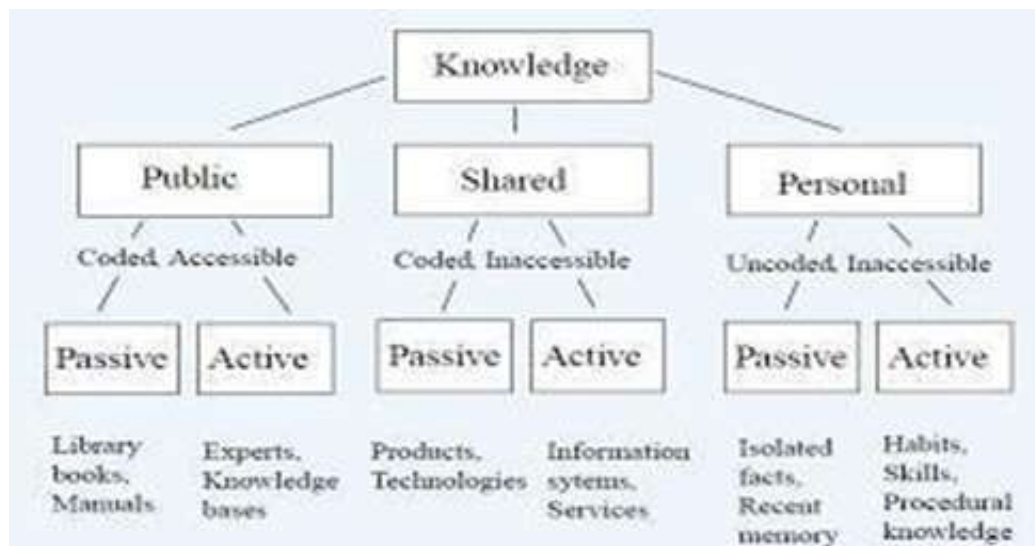 Knowledge
Public
Shared
Personal
Coded, Accessible
Coded, Inaccessible
Uncoded, Inaccessible
Passive
Active
Passive
Active
Passive
Active
Library
books,
Manuals
Experts,
Knowledge
bases
Products,
Technologies
Information
sytems,
Services
Isolated
facts,
Recent
memory
Habits,
Skills,
Procedural
knowledge